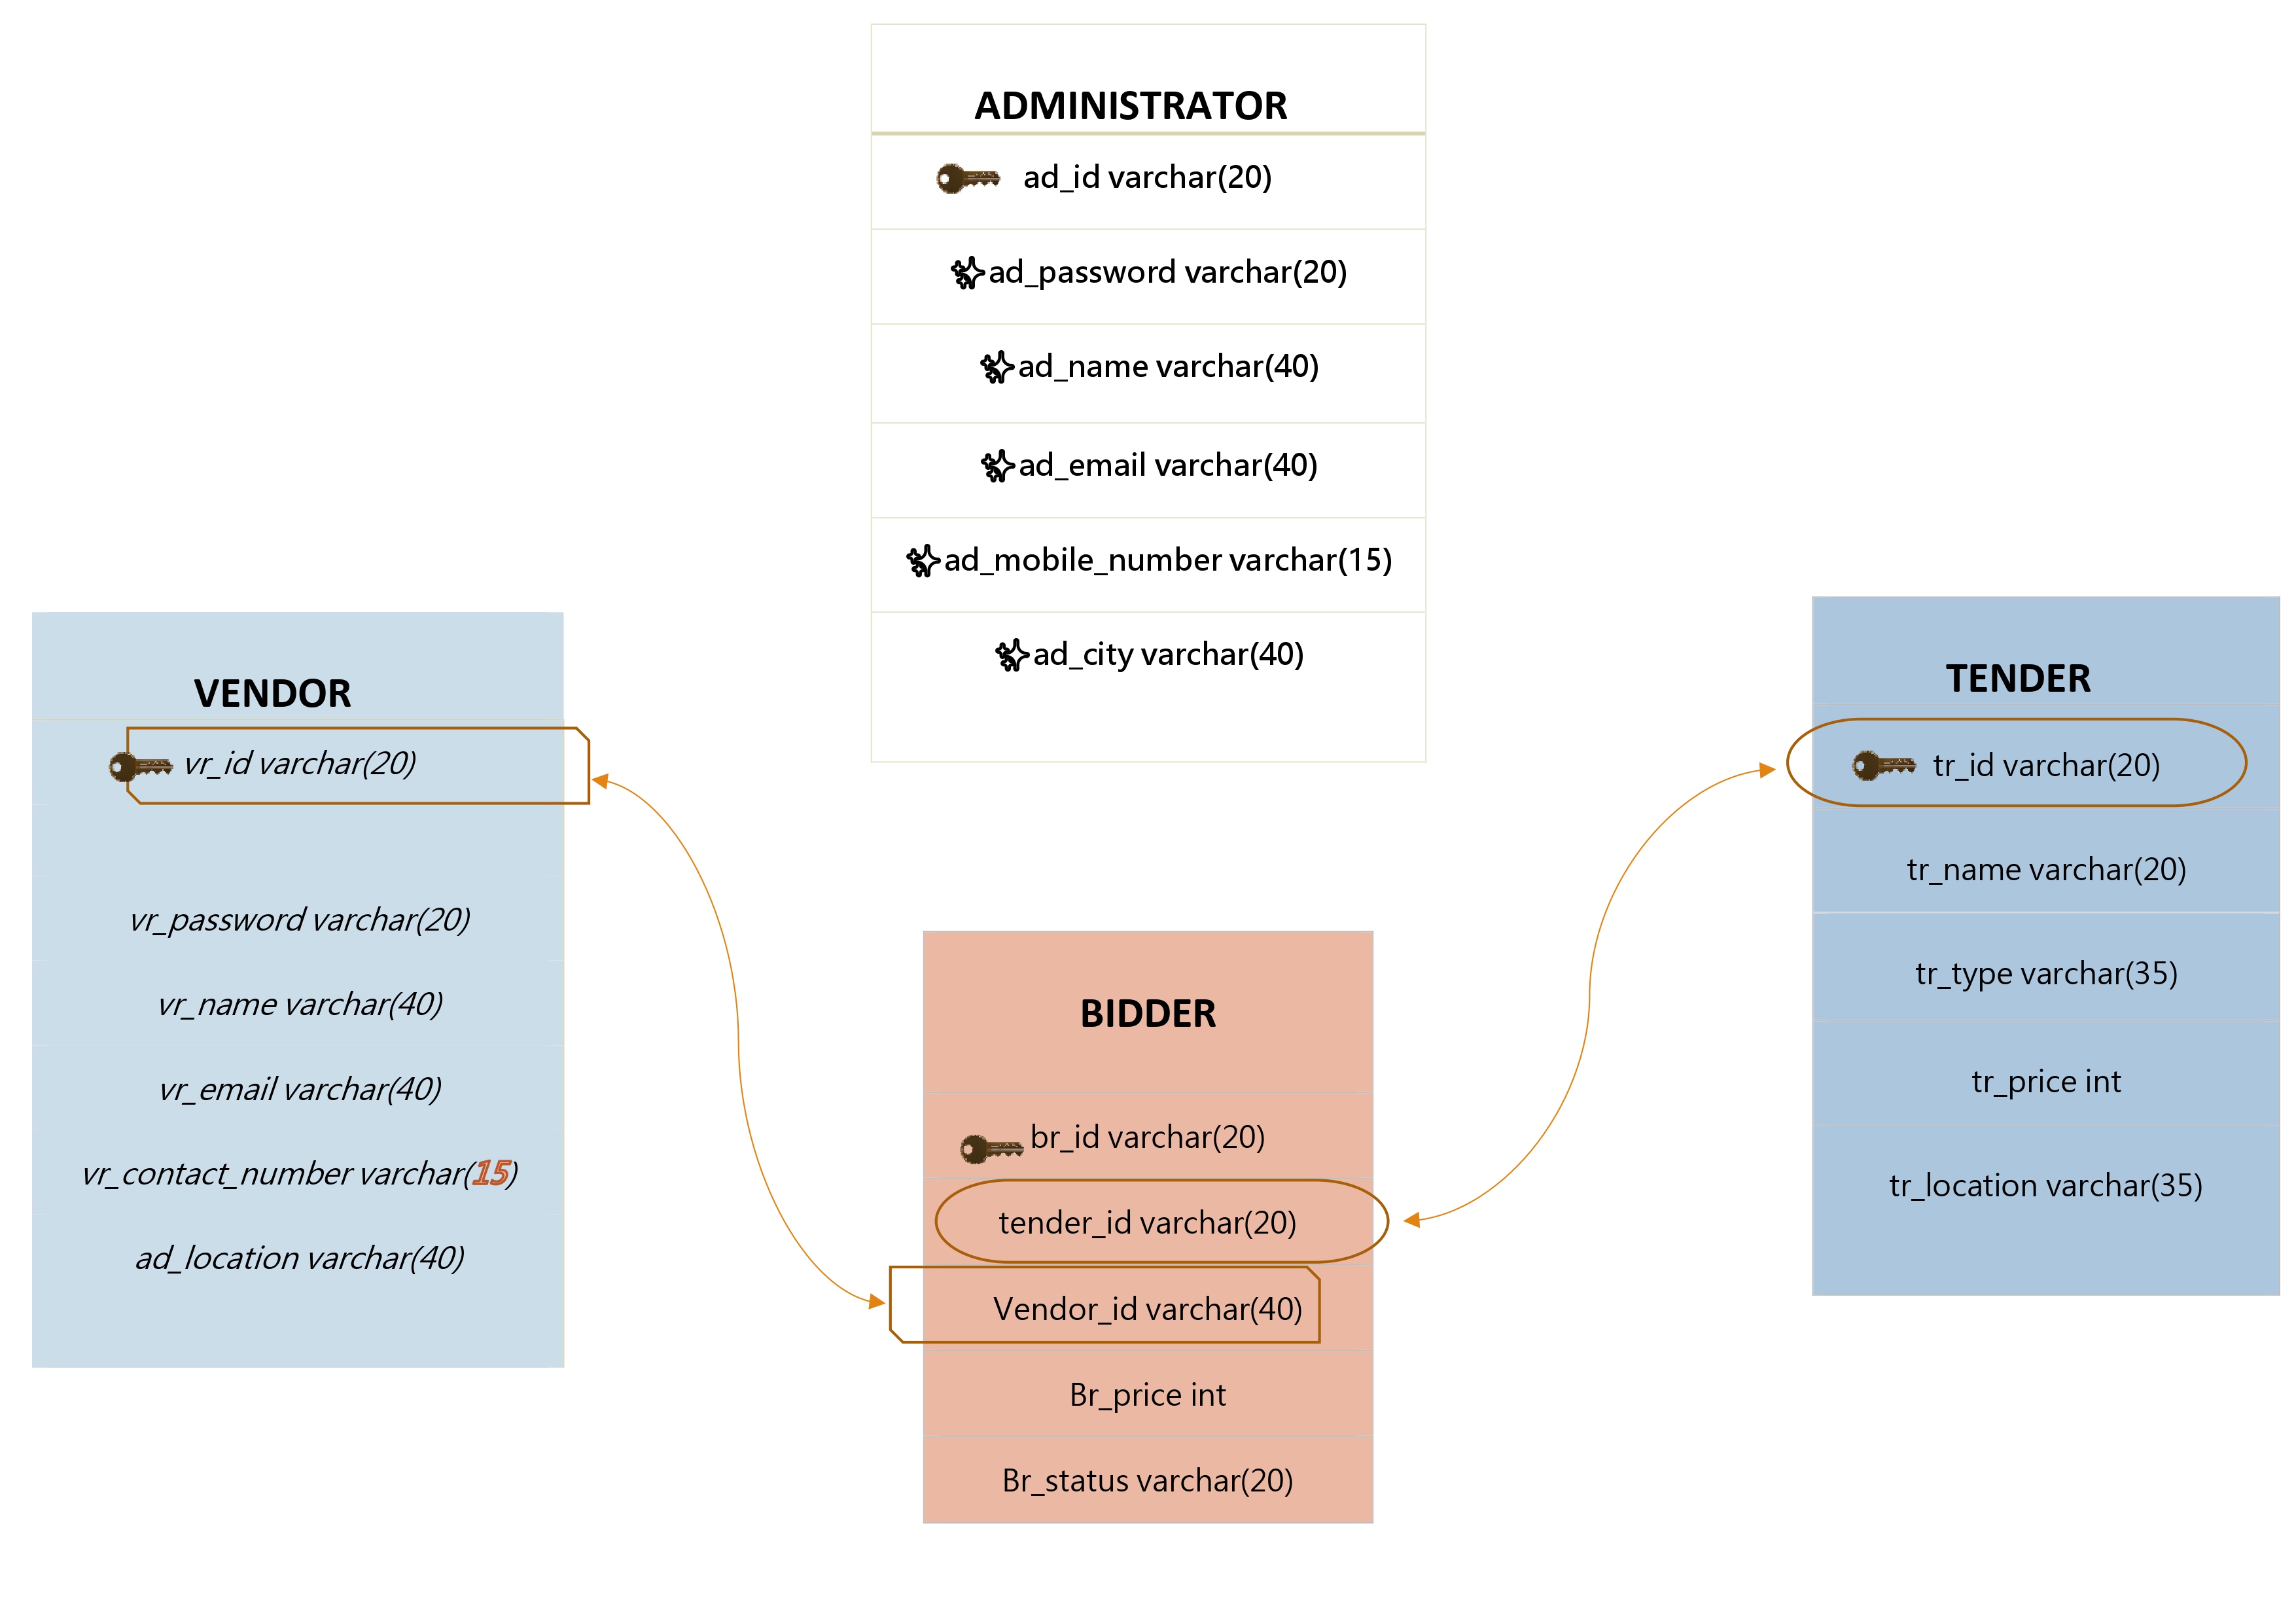 ADMINISTRATOR
ad_id varchar(20)
ad_password varchar(20)
ad_name varchar(40)
ad_email varchar(40)
ad_mobile_number varchar(15)
ad_city varchar(40)
VENDOR
vr_id varchar(20)
vr_password varchar(20)
vr_name varchar(40)
vr_email varchar(40)
vr_contact_number varchar(15)
ad_location varchar(40)
BIDDER
br_id varchar(20)
tender_id varchar(20)
Vendor_id varchar(40)
Br_price int
Br_status varchar(20)
TENDER
tr_id varchar(20)
tr_name varchar(20)
tr_type varchar(35)
tr_price int
tr_location varchar(35)